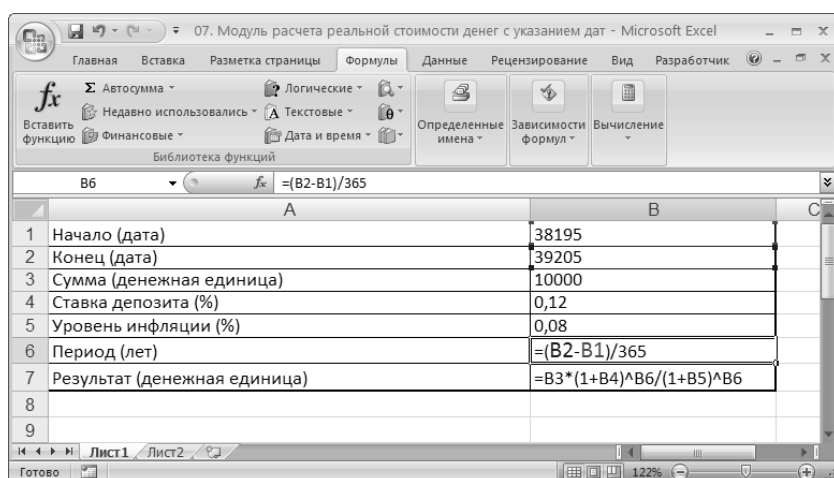 07. Модуль расчета реальной стоимости денег с указанием дат - Microsoft Excel
Главная Вставка Разметка страницы Формулы Данные Рецензирование Вид Разработчик
fx Вставить функцию
Σ Автосумма
Недавно использовались
Финансовые
Логические
Текстовые
Дата и время
Библиотека функций
Определенные имена
Зависимости формул
Вычисление
B6 fx =(B2-B1)/365
A B C
1 Начало (дата) 38195
2 Конец (дата) 39205
3 Сумма (денежная единица) 10000
4 Ставка депозита (%) 0,12
5 Уровень инфляции (%) 0,08
6 Период (лет) =(B2-B1)/365
7 Результат (денежная единица) =B3*(1+B4)^B6/(1+B5)^B6
8
9
Лист1 Лист2
Готово 122%